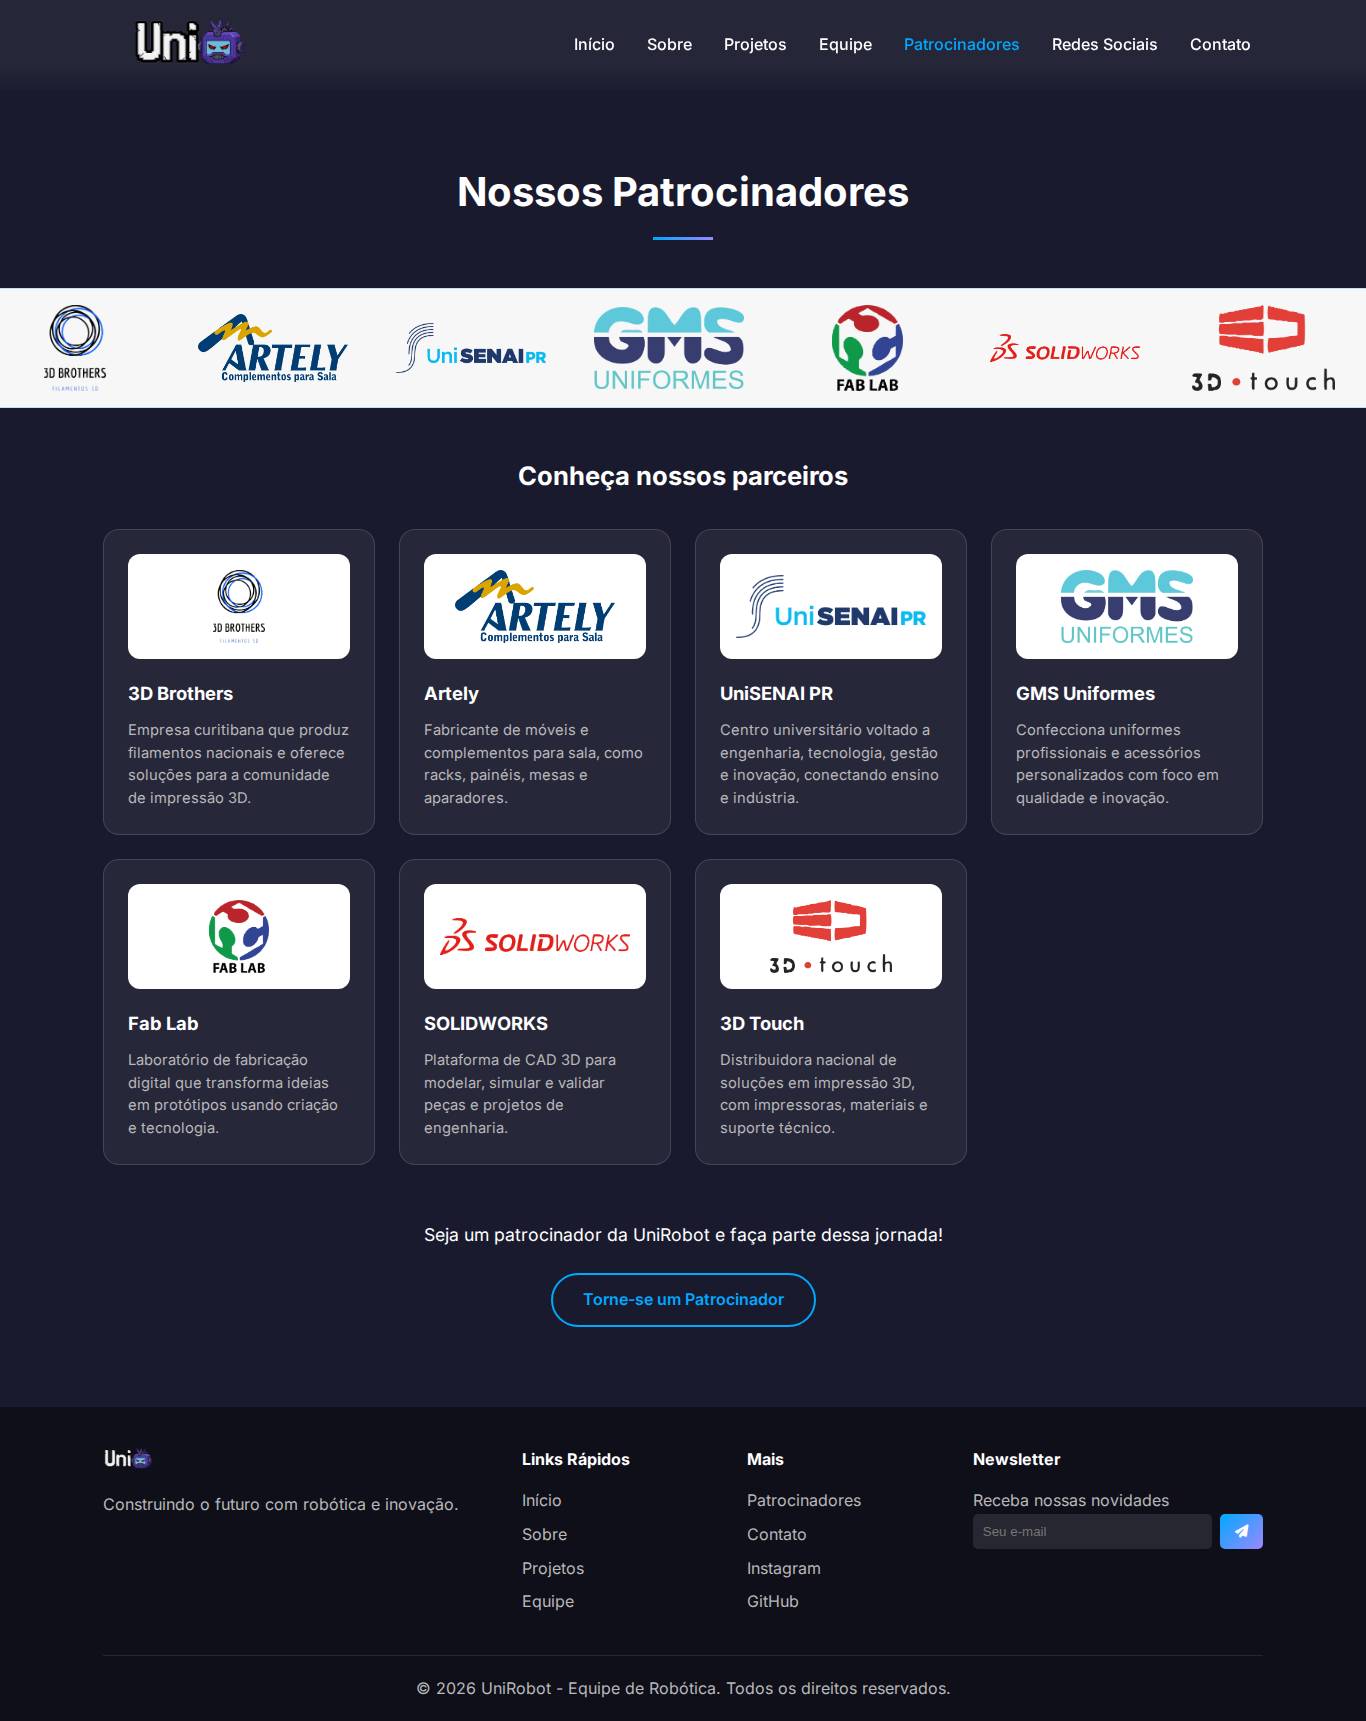 Uni
Início Sobre Projetos Equipe Patrocinadores Redes Sociais Contato
Nossos Patrocinadores
3D BROTHERS
FILAMENTOS 3D
ARTELY
Complementos para Sala
UniSENAIPR
GMS
UNIFORMES
FAB LAB
SOLIDWORKS
3D touch
Conheça nossos parceiros
3D BROTHERS
FILAMENTOS 3D
3D Brothers
Empresa curitibana que produz
filamentos nacionais e oferece
soluções para a comunidade
de impressão 3D.
ARTELY
Complementos para Sala
Artely
Fabricante de móveis e
complementos para sala, como
racks, painéis, mesas e
aparadores.
UniSENAIPR
UniSENAI PR
Centro universitário voltado a
engenharia, tecnologia, gestão
e inovação, conectando ensino
e indústria.
GMS
UNIFORMES
GMS Uniformes
Confecciona uniformes
profissionais e acessórios
personalizados com foco em
qualidade e inovação.
FAB LAB
Fab Lab
Laboratório de fabricação
digital que transforma ideias
em protótipos usando criação
e tecnologia.
SOLIDWORKS
SOLIDWORKS
Plataforma de CAD 3D para
modelar, simular e validar
peças e projetos de
engenharia.
3D touch
3D Touch
Distribuidora nacional de
soluções em impressão 3D,
com impressoras, materiais e
suporte técnico.
Seja um patrocinador da UniRobot e faça parte dessa jornada!
Torne-se um Patrocinador
Uni
Construindo o futuro com robótica e inovação.
Links Rápidos
Início
Sobre
Projetos
Equipe
Mais
Patrocinadores
Contato
Instagram
GitHub
Newsletter
Receba nossas novidades
Seu e-mail
© 2026 UniRobot - Equipe de Robótica. Todos os direitos reservados.